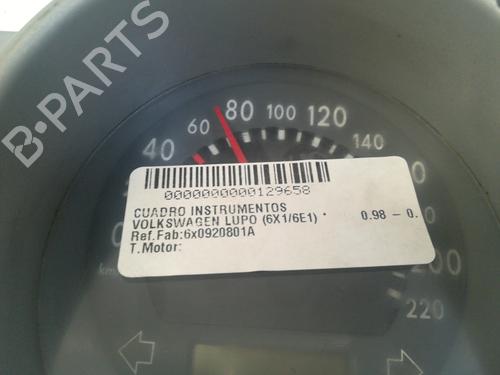 B-PARTS
80 100 120
60 140
40
0000000000129658
CUADRO INSTRUMENTOS
VOLKSWAGEN LUPO (6X1/6E1) * 0.98 - 0.
Ref.Fab:6x0920801A
T.Motor:
km
200
220